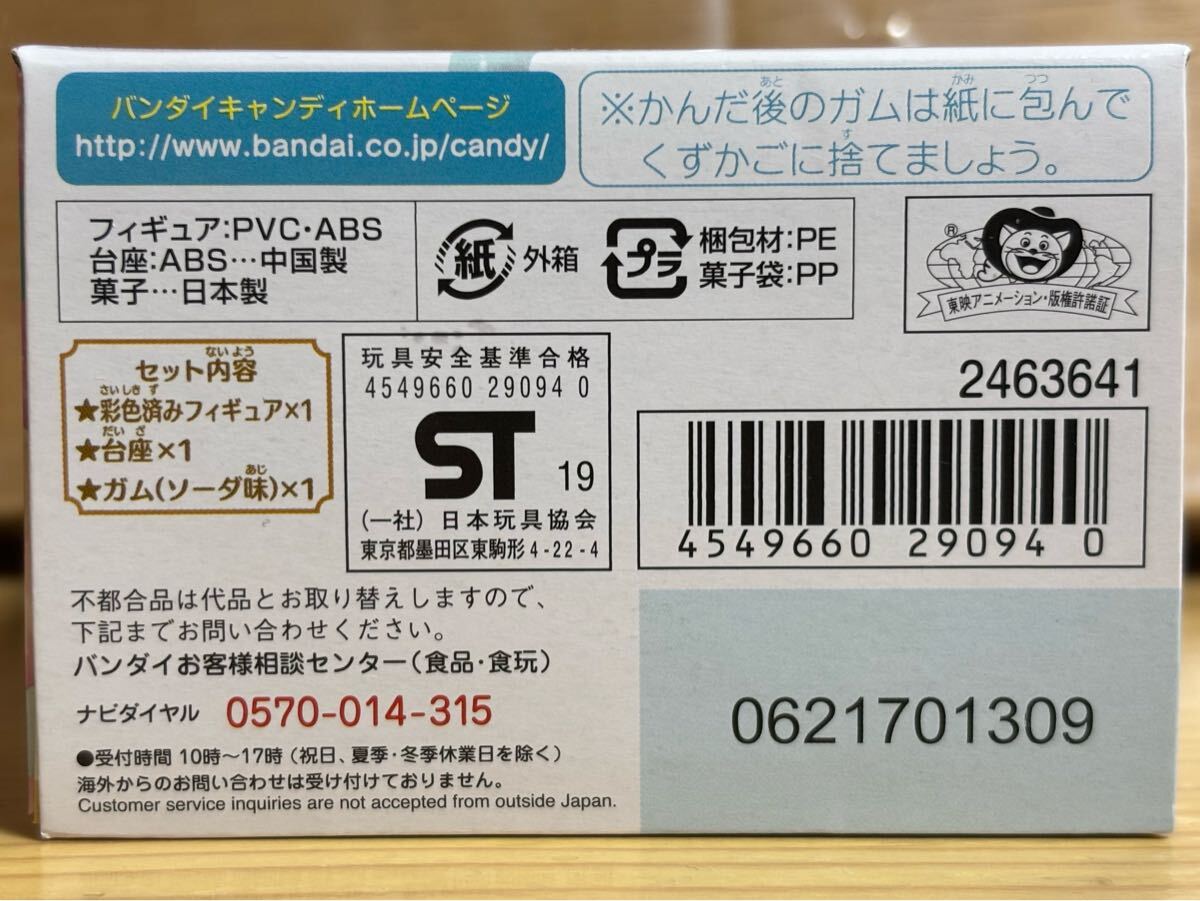 バンダイキャンディホームページ
http://www.bandai.co.jp/candy/
※かんだ後のガムは紙に包んで
くずかごに捨てましょう。
フィギュア:PVC・ABS
台座:ABS…中国製
菓子…日本製
紙 外箱
プラ 梱包材:PE
菓子袋:PP
®
東映アニメーション・版権許諾証
セット内容
★彩色済みフィギュア×1
★台座×1
★ガム(ソーダ味)×1
玩具安全基準合格
4549660 29094 0
ST 19
(一社) 日本玩具協会
東京都墨田区東駒形4-22-4
2463641
4549660 29094 0
不都合品は代品とお取り替えしますので、
下記までお問い合わせください。
バンダイお客様相談センター(食品・食玩)
ナビダイヤル 0570-014-315
●受付時間 10時〜17時 (祝日、夏季・冬季休業日を除く)
海外からのお問い合わせは受け付けておりません。
Customer service inquiries are not accepted from outside Japan.
0621701309